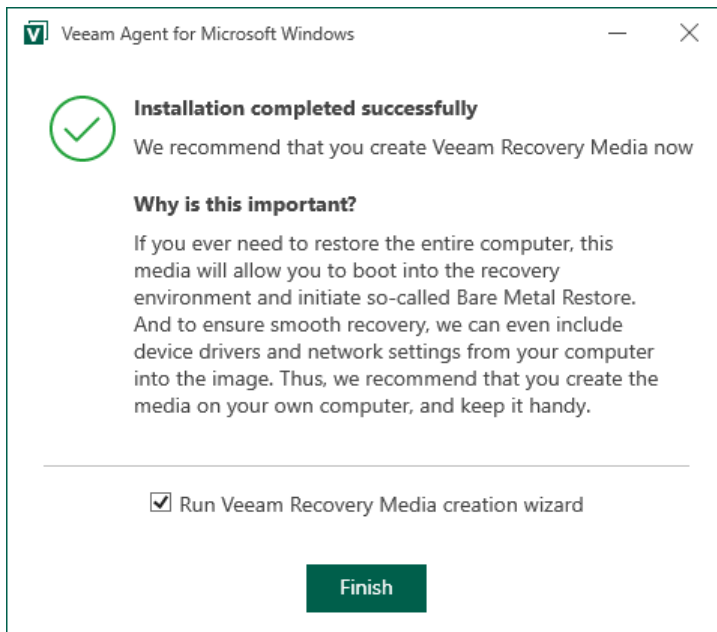 Veeam Agent for Microsoft Windows
Installation completed successfully
We recommend that you create Veeam Recovery Media now
Why is this important?
If you ever need to restore the entire computer, this
media will allow you to boot into the recovery
environment and initiate so-called Bare Metal Restore.
And to ensure smooth recovery, we can even include
device drivers and network settings from your computer
into the image. Thus, we recommend that you create the
media on your own computer, and keep it handy.
Run Veeam Recovery Media creation wizard
Finish